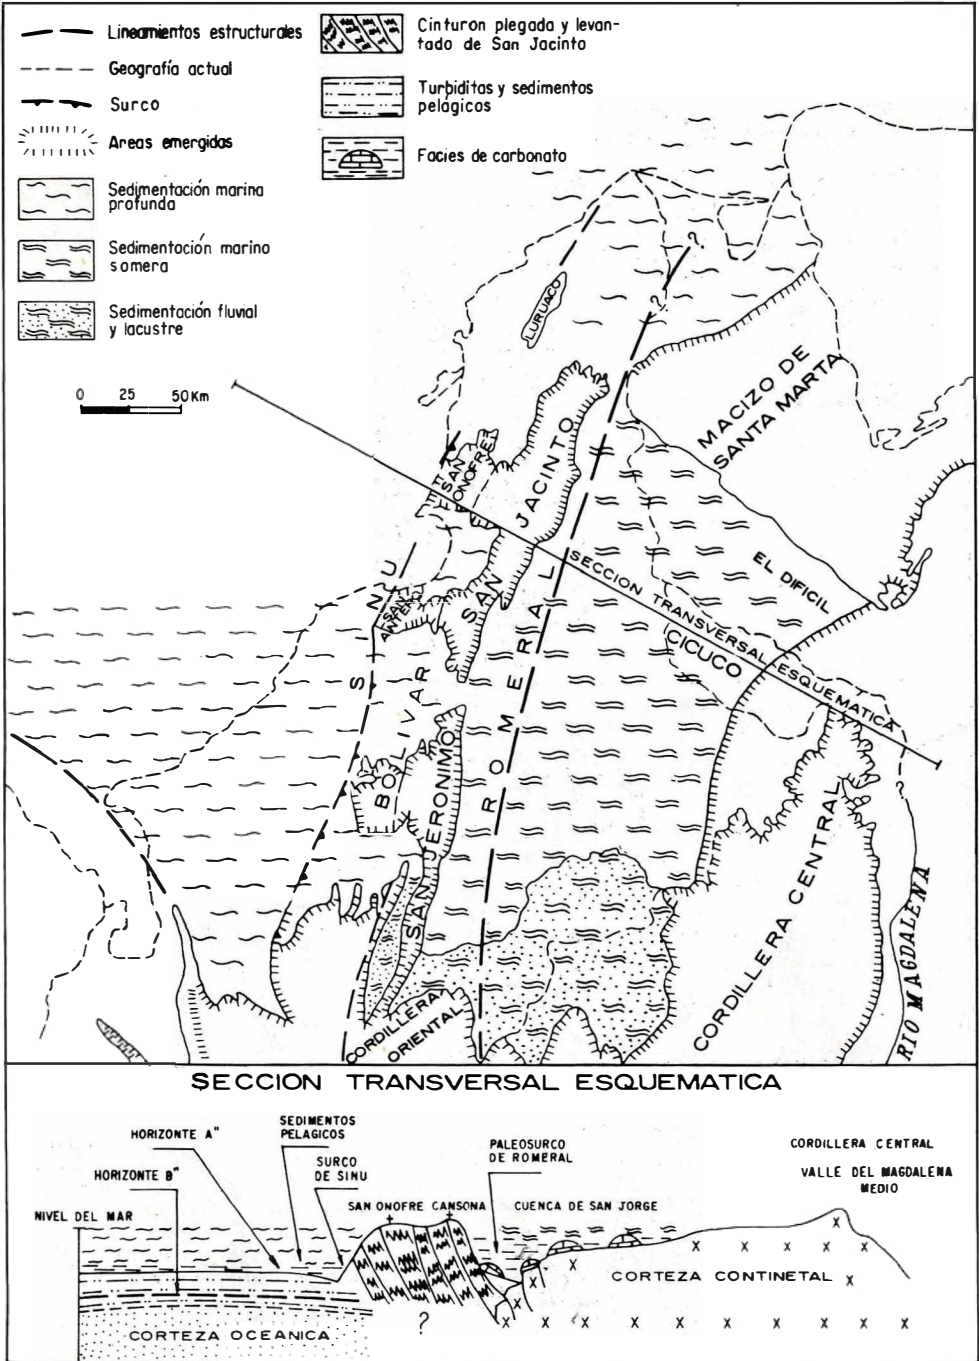 Lineamientos estructurales
Geografía actual
Surco
Areas emergidas
Sedimentación marina
profunda
Sedimentación marina
somera
Sedimentación fluvial
y lacustre
Cinturon plegada y levan-
tado de San Jacinto
Turbiditas y sedimentos
pelágicos
Facies de carbonato
0 25 50 Km
?
?
LURUACO
MACIZO DE
SANTA MARTA
SAN
ONOFRE
SAN JACINTO
SINU
SAN
ANTERO
BOLIVAR
SAN JERONIMO
ROMERAL
EL DIFICIL
CICUCO
SECCION TRANSVERSAL ESQUEMATICA
CORDILLERA CENTRAL
CORDILLERA
ORIENTAL
RIO MAGDALENA
SECCION TRANSVERSAL ESQUEMATICA
HORIZONTE A"
HORIZONTE B"
NIVEL DEL MAR
SEDIMENTOS
PELAGICOS
SURCO
DE SINU
SAN ONOFRE CANSONA
PALEOSURCO
DE ROMERAL
CUENCA DE SAN JORGE
CORDILLERA CENTRAL
VALLE DEL MAGDALENA
MEDIO
CORTEZA CONTINETAL
CORTEZA OCEANICA
?